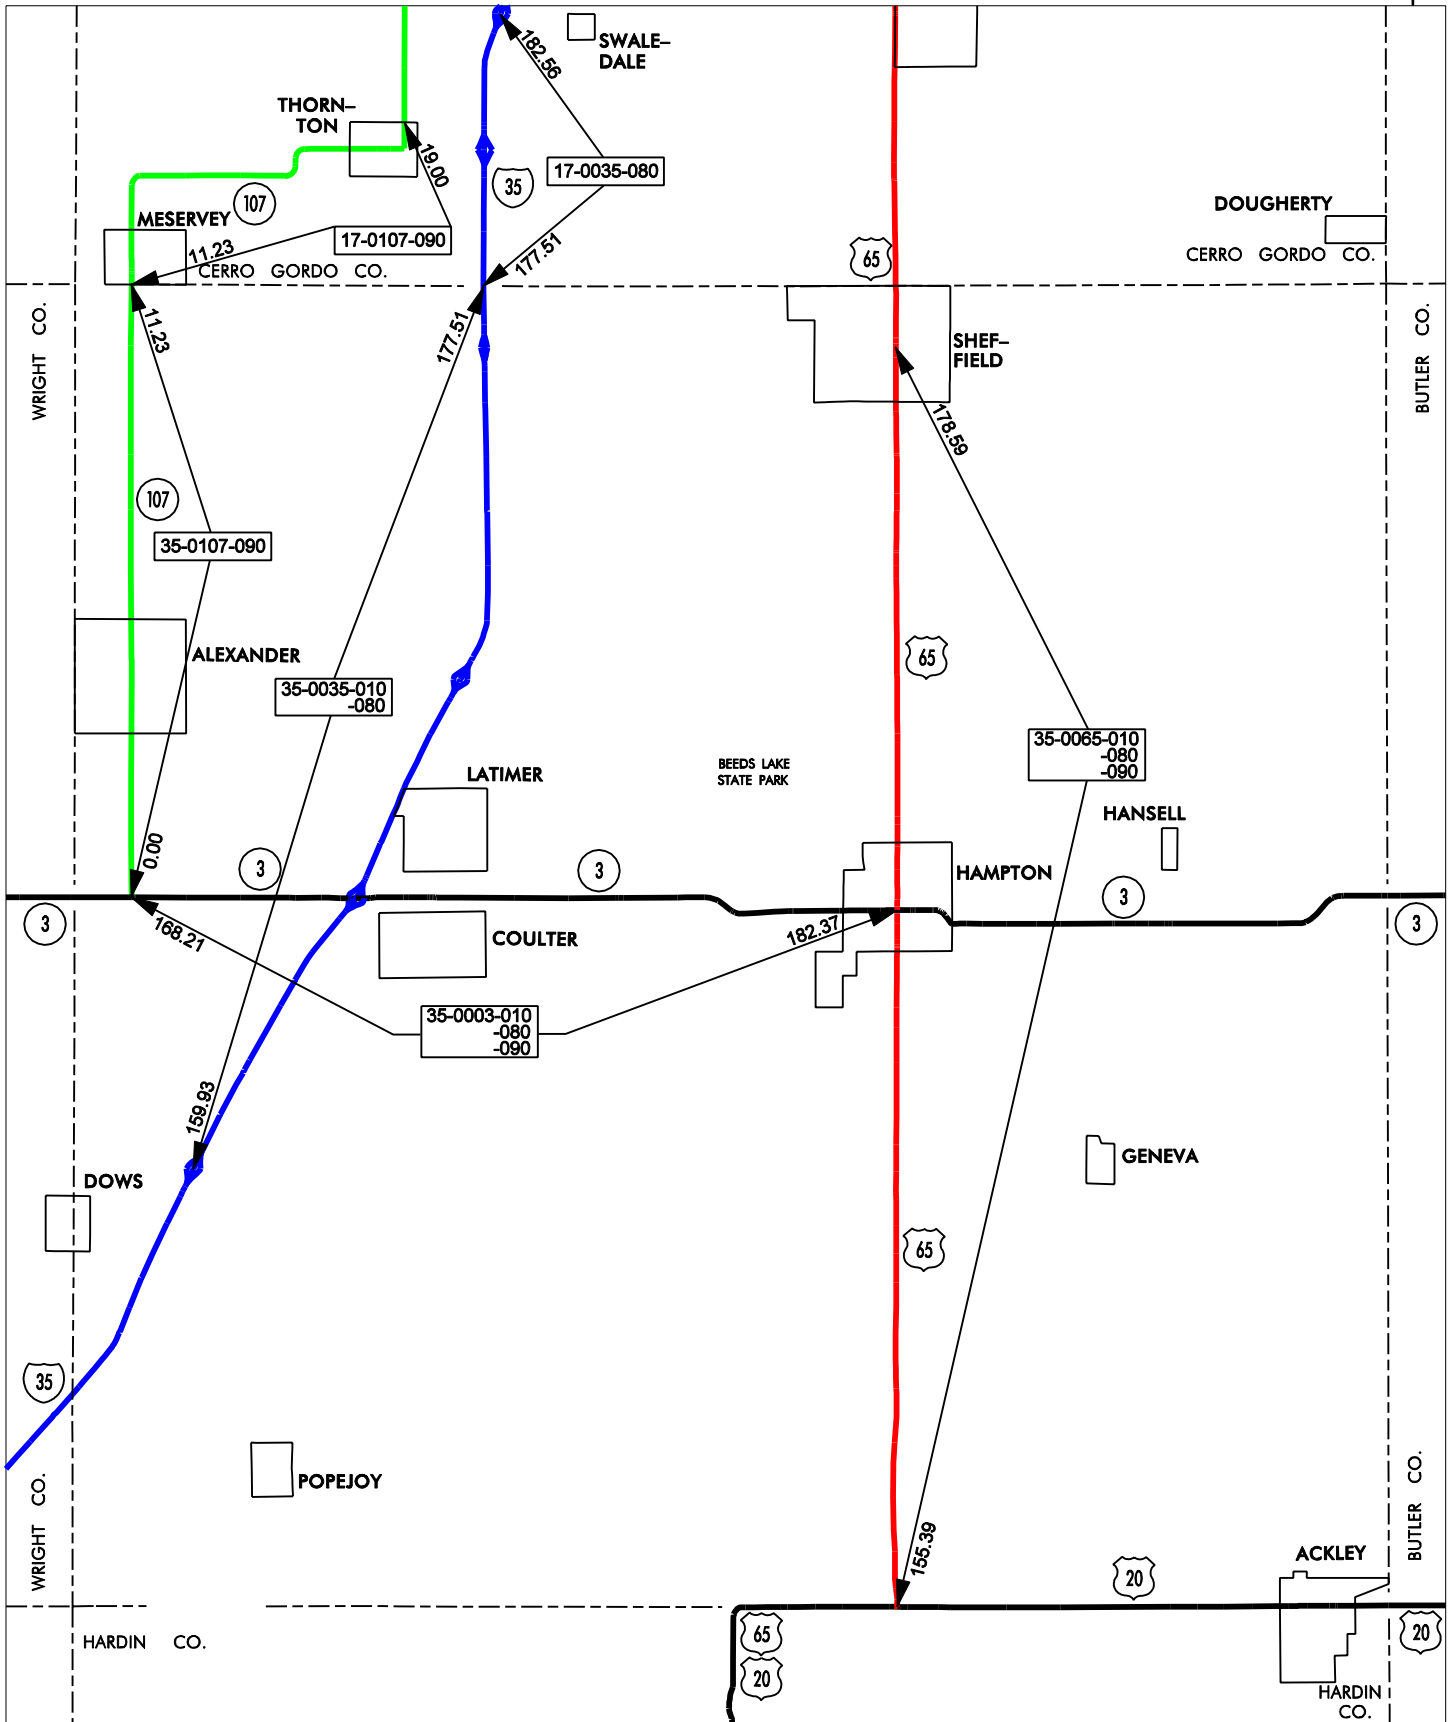 SWALE–
DALE
182.56
THORN–
TON
19.00
17-0035-080
35
107
MESERVEY
DOUGHERTY
17-0107-090
11.23
177.51
65
CERRO GORDO CO.
CERRO GORDO CO.
WRIGHT CO.
11.23
177.51
SHEF–
FIELD
BUTLER CO.
178.59
107
35-0107-090
ALEXANDER
65
35-0035-010
-080
35-0065-010
-080
-090
LATIMER
BEEDS LAKE
STATE PARK
HANSELL
0.00
3
3
HAMPTON
3
3
168.21
182.37
3
COULTER
35-0003-010
-080
-090
159.93
DOWS
GENEVA
65
35
POPEJOY
WRIGHT CO.
BUTLER CO.
155.39
ACKLEY
20
HARDIN CO.
65
20
20
HARDIN
CO.